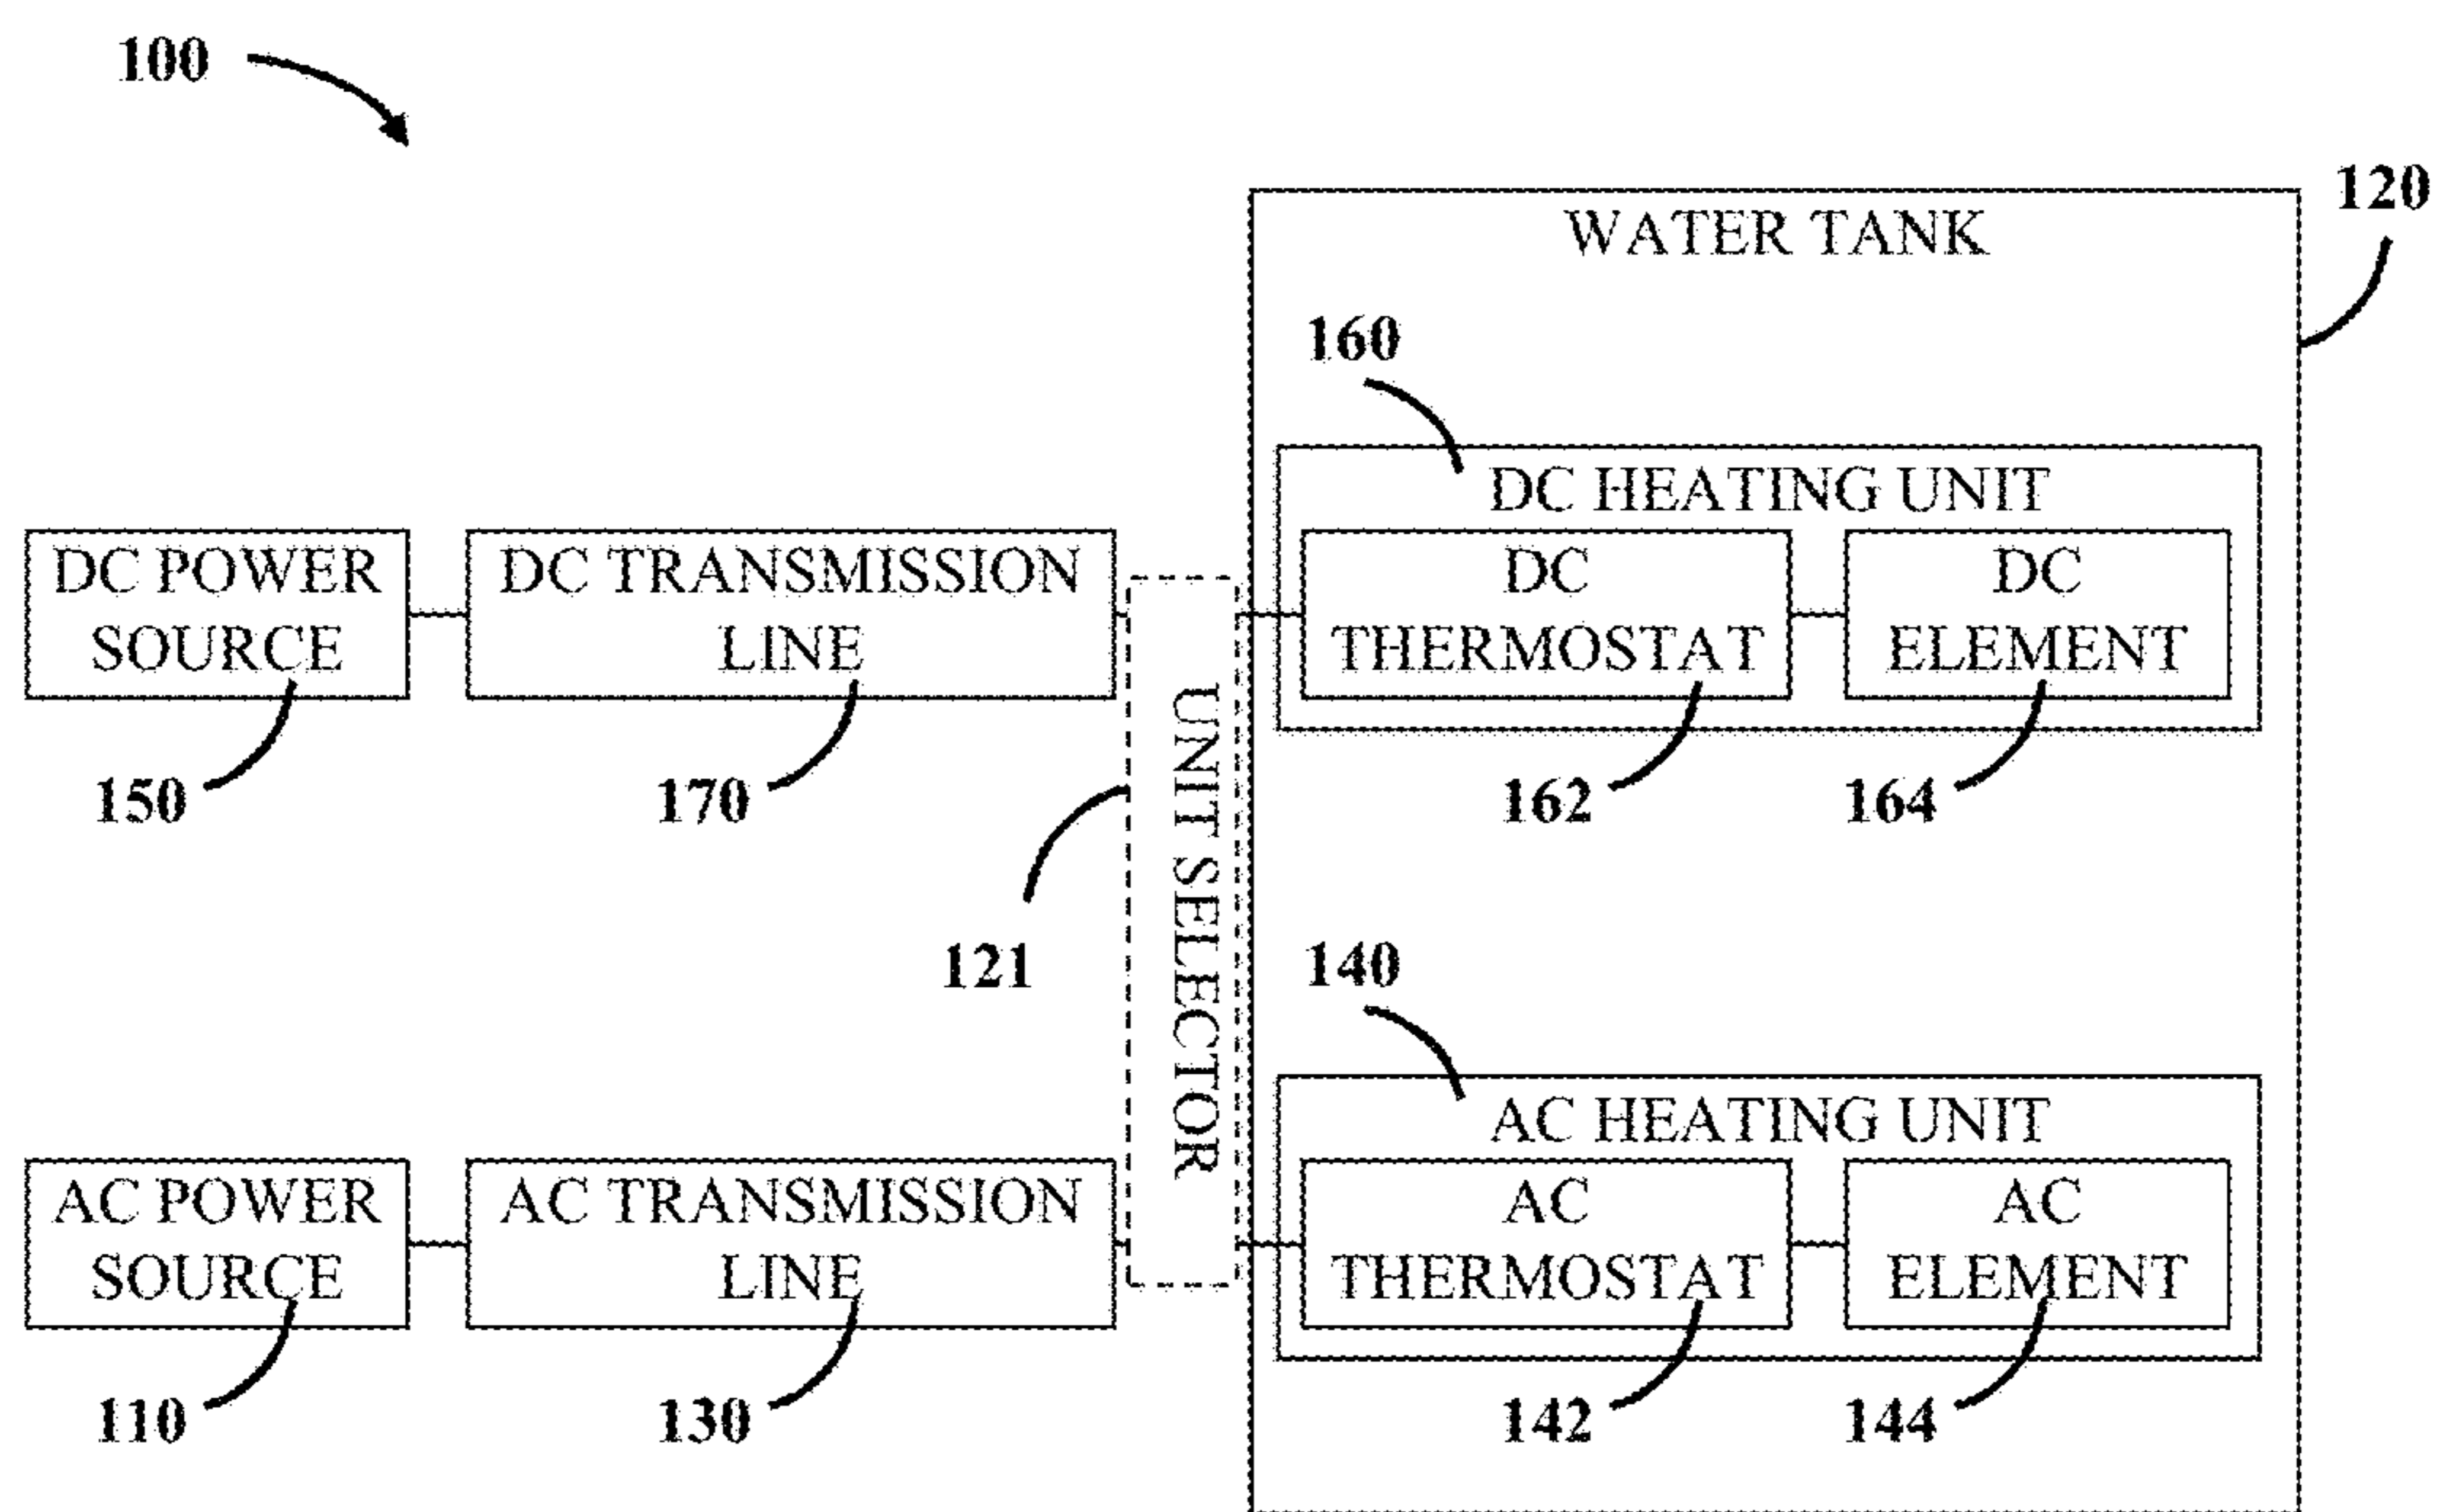 100
120
WATER TANK
160
DC HEATING UNIT
DC POWER
SOURCE
DC TRANSMISSION
LINE
DC
THERMOSTAT
DC
ELEMENT
150
170
162
164
UNIT SELECTOR
121
140
AC HEATING UNIT
AC POWER
SOURCE
AC TRANSMISSION
LINE
AC
THERMOSTAT
AC
ELEMENT
110
130
142
144